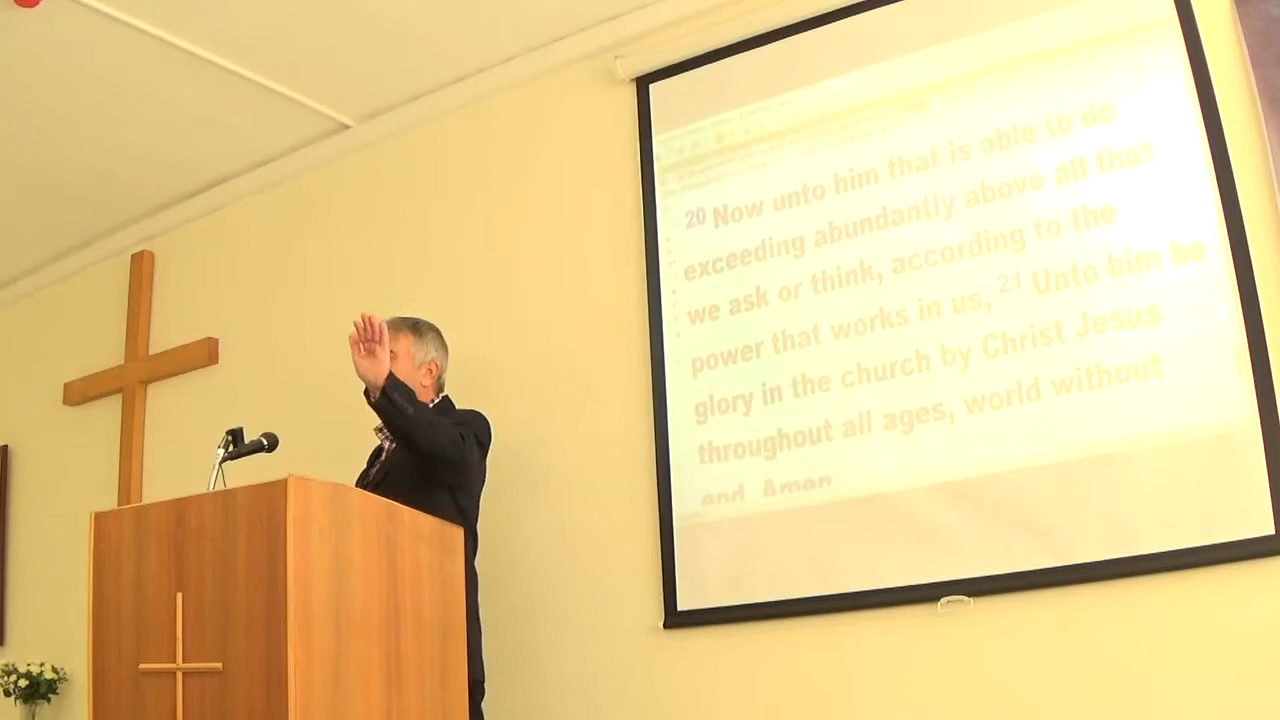 20 Now unto him that is able to do
exceeding abundantly above all that
we ask or think, according to the
power that works in us, 21 Unto him be
glory in the church by Christ Jesus
throughout all ages, world without
end. Amen